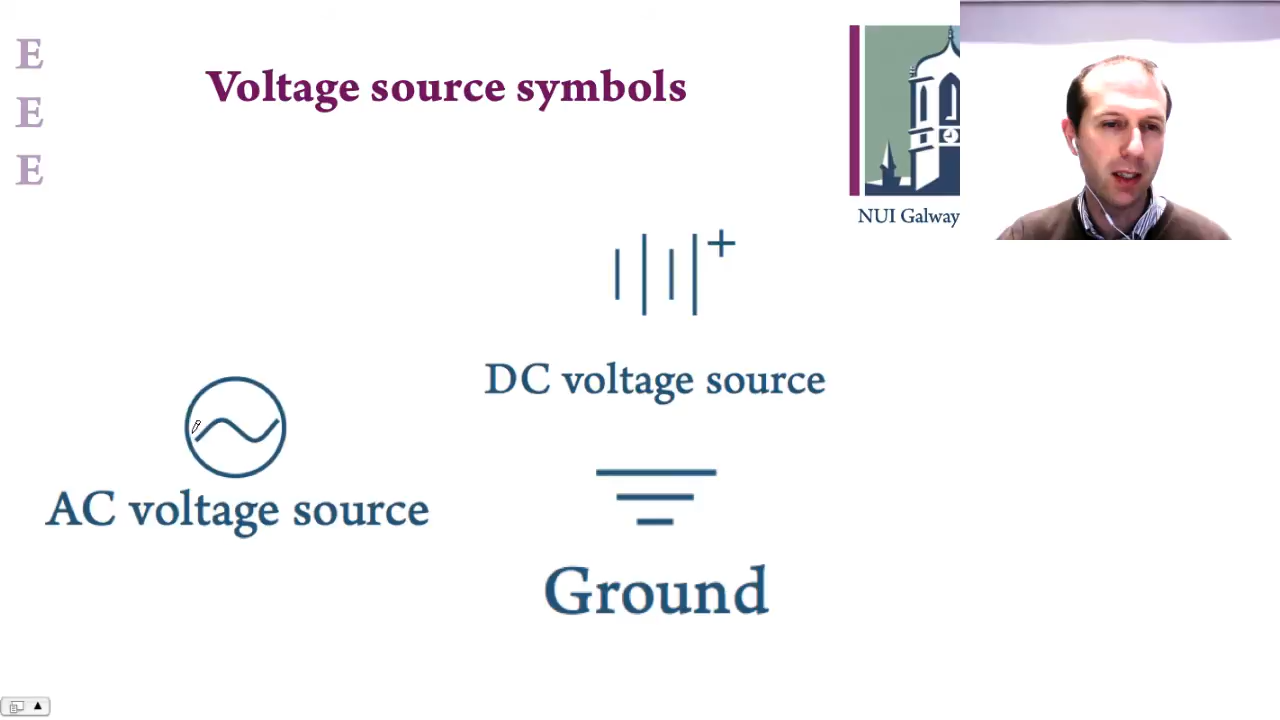 E
E
E
Voltage source symbols
NUI Galway
+
DC voltage source
AC voltage source
Ground